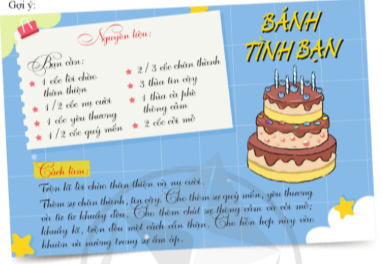 Gợi ý:
BÁNH
TÌNH BẠN
Nguyên liệu:
Bạn cần:
1 cốc lời chào
thân thiện
1/2 cốc nụ cười
1 cốc yêu thương
1/2 cốc quý mến
2/3 cốc chân thành
3 thìa tin cậy
1 thìa cà phê
thông cảm
2 cốc cởi mở
Cách làm:
Trộn kĩ lời chào thân thiện và nụ cười.
Thêm sự chân thành, tin cậy. Cho thêm sự quý mến, yêu thương
và từ từ khuấy đều. Cho thêm chút sự thông cảm và cởi mở;
khuấy kĩ, trộn đều một cách cẩn thận. Cho hỗn hợp này vào
khuôn và nướng trong sự ấm áp.